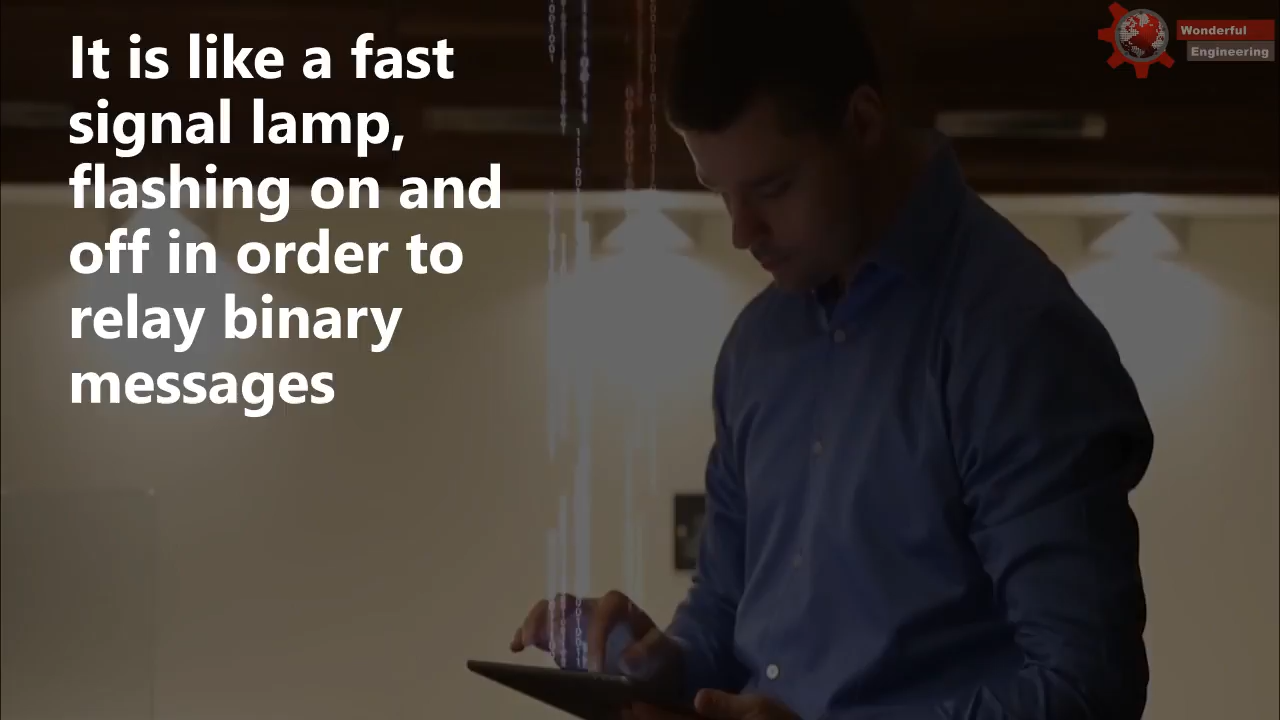 It is like a fast
signal lamp,
flashing on and
off in order to
relay binary
messages
Wonderful
Engineering